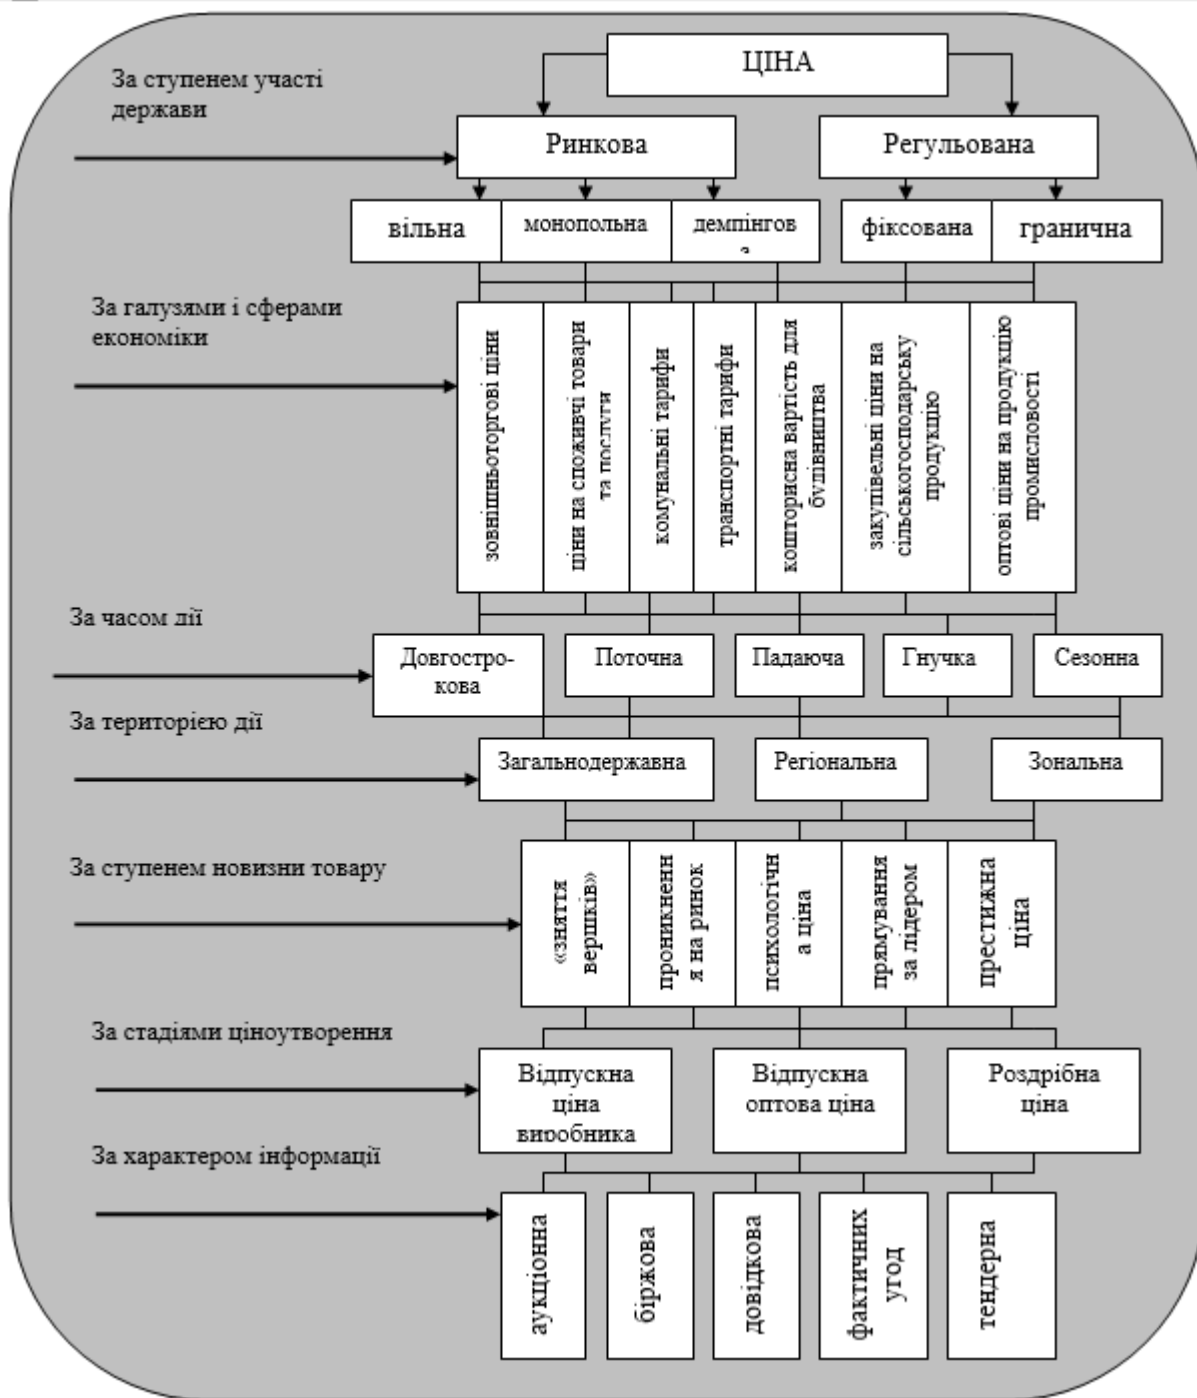 ЦІНА
За ступенем участі
держави
Ринкова
Регульована
вільна
монопольна
демпінгов
а
фіксована
гранична
За галузями і сферами
економіки
зовнішньоторгові ціни
ціни на споживчі товари
та послуги
комунальні тарифи
транспортні тарифи
кошторисна вартість для
будівництва
закупівельні ціни на
сільськогосподарську
продукцію
оптові ціни на продукцію
промисловості
За часом дії
Довгостро-
кова
Поточна
Падаюча
Гнучка
Сезонна
За територією дії
Загальнодержавна
Регіональна
Зональна
За ступенем новизни товару
«зняття
вершків»
проникненн
я на ринок
психологічн
а ціна
прямування
за лідером
престижна
ціна
За стадіями ціноутворення
Відпускна
ціна
виробника
Відпускна
оптова ціна
Роздрібна
ціна
За характером інформації
аукціонна
біржова
довідкова
фактичних
угод
тендерна